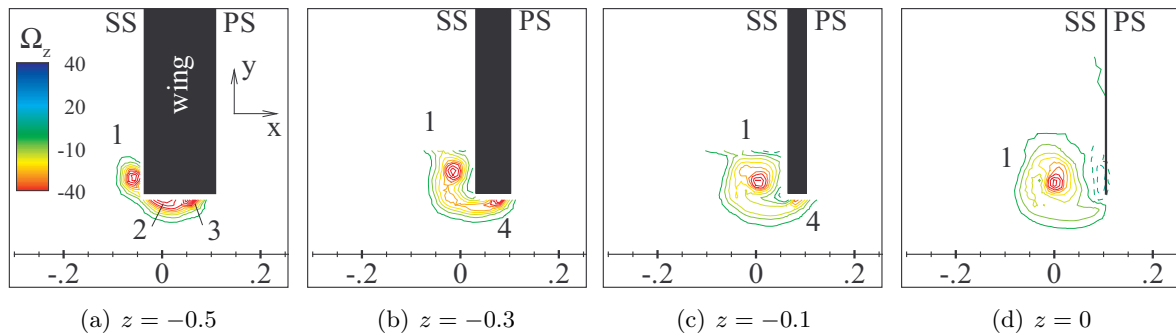 SS PS
Ω_z
40
20
-10
-40
wing
y
x
1
2 3
-.2 0 .2
(a) z = −0.5
SS PS
1
4
-.2 0 .2
(b) z = −0.3
SS PS
1
4
-.2 0 .2
(c) z = −0.1
SS PS
1
-.2 0 .2
(d) z = 0